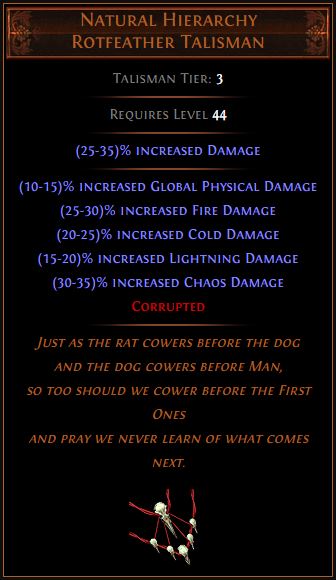 Natural Hierarchy
Rotfeather Talisman
Talisman Tier: 3
Requires Level 44
(25-35)% increased Damage
(10-15)% increased Global Physical Damage
(25-30)% increased Fire Damage
(20-25)% increased Cold Damage
(15-20)% increased Lightning Damage
(30-35)% increased Chaos Damage
Corrupted
Just as the rat cowers before the dog
and the dog cowers before Man,
so too should we cower before the First
Ones
and pray we never learn of what comes
next.